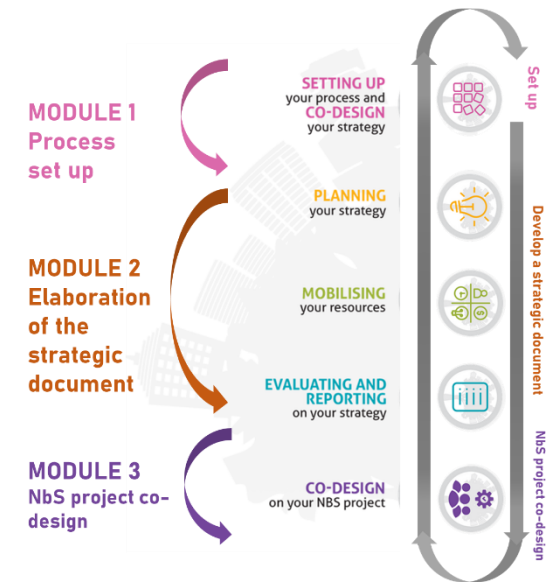 MODULE 1
Process
set up
MODULE 2
Elaboration
of the
strategic
document
MODULE 3
NbS project co-
design
SETTING UP
your process and
CO-DESIGN
your strategy
PLANNING
your strategy
MOBILISING
your resources
EVALUATING AND
REPORTING
on your strategy
CO-DESIGN
on your NBS project
Set up
Develop a strategic document
NbS project co-design